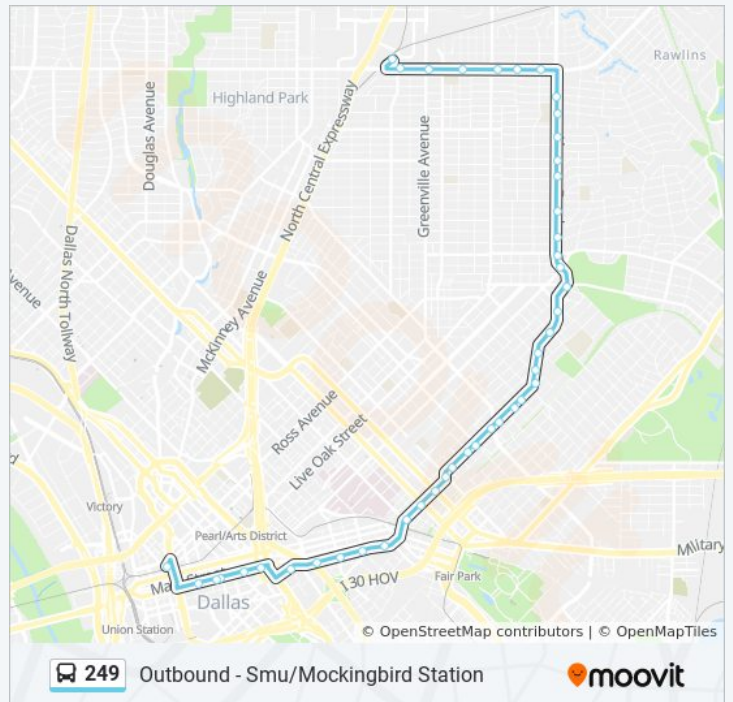 Rawlins
Highland Park
Douglas Avenue
North Central Expressway
Greenville Avenue
Dallas North Tollway
Avenue
McKinney Avenue
Ross Avenue
Live Oak Street
Victory
Pearl/Arts District
Military
Main Street
I 30 HOV
Fair Park
Dallas
Union Station
© OpenStreetMap contributors | © OpenMapTiles
249 Outbound - Smu/Mockingbird Station
moovit